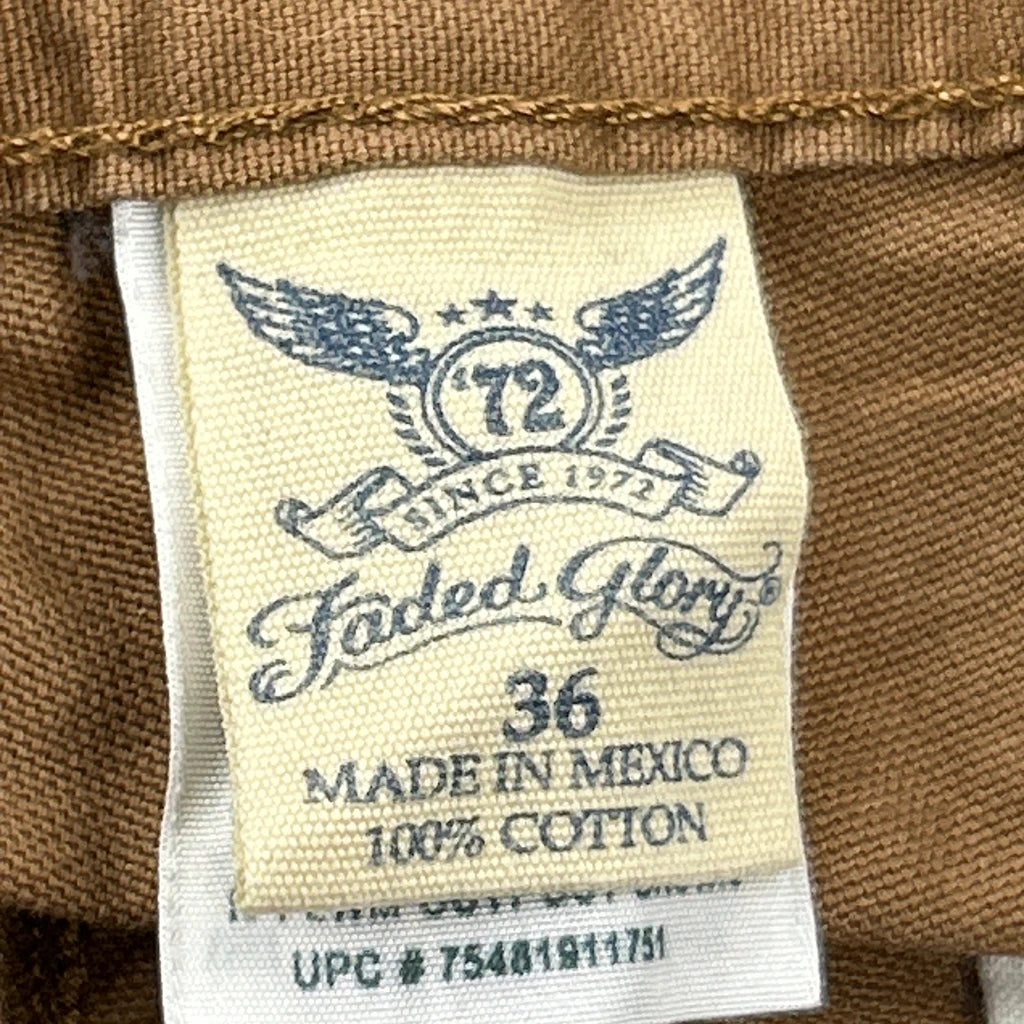 '72
SINCE 1972
Faded Glory®
36
MADE IN MEXICO
100% COTTON
UPC # 75481911751